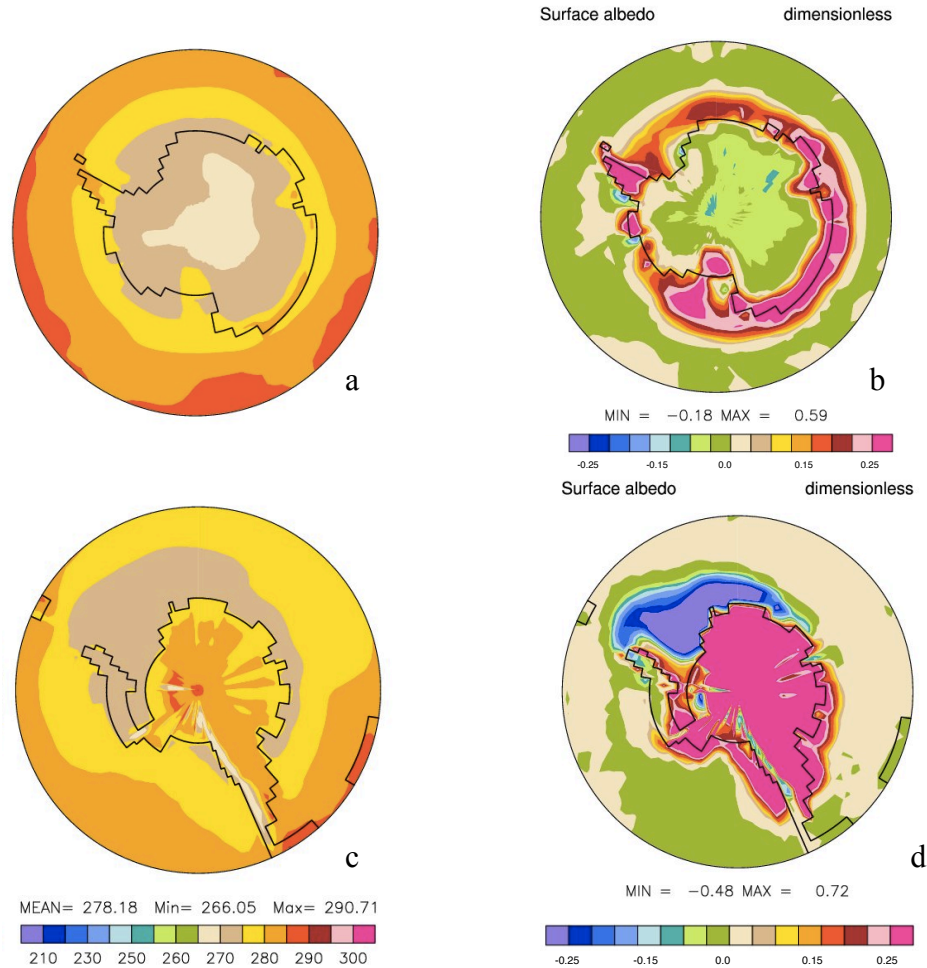 Surface albedo dimensionless
a
b
MIN = -0.18 MAX = 0.59
-0.25 -0.15 0.0 0.15 0.25
Surface albedo dimensionless
c
d
MEAN= 278.18 Min= 266.05 Max= 290.71
210 230 250 260 270 280 290 300
MIN = -0.48 MAX = 0.72
-0.25 -0.15 0.0 0.15 0.25